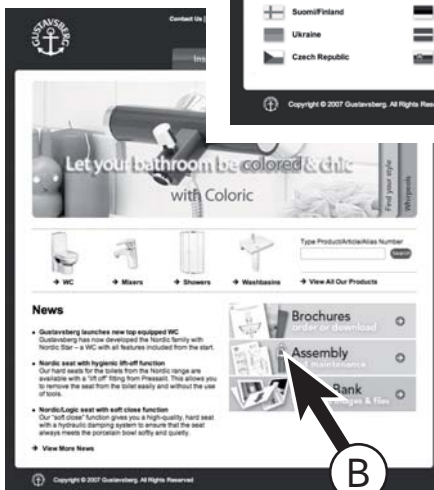 GUSTAVSBERG
Contact Us |
Ins
Suomi/Finland
Ukraine
Czech Republic
Copyright © 2007 Gustavsberg. All Rights Res
Let your bathroom be colored & chic
with Coloric
Find your style
Whirlpools
Type Product/Article/Alias Number
Search
→ WC
→ Mixers
→ Showers
→ Washbasins
→ View All Our Products
News
• Gustavsberg launches new top equipped WC
Gustavsberg has now developed the Nordic family with
Nordic Star – a WC with all features included from the start.
• Nordic seat with hygienic lift-off function
Our hard seats for the toilets from the Nordic range are
available with a "lift off" fitting from Pressalit. This allows you
to remove the seat from the toilet easily and without the use
of tools.
• Nordic/Logic seat with soft close function
Our "soft close" function gives you a high-quality, hard seat
with a hydraulic damping system to ensure that the seat
always meets the porcelain bowl softly and quietly.
→ View More News
Brochures
order or download
Assembly
maintenance
Bank
images & files
B
Copyright © 2007 Gustavsberg. All Rights Reserved